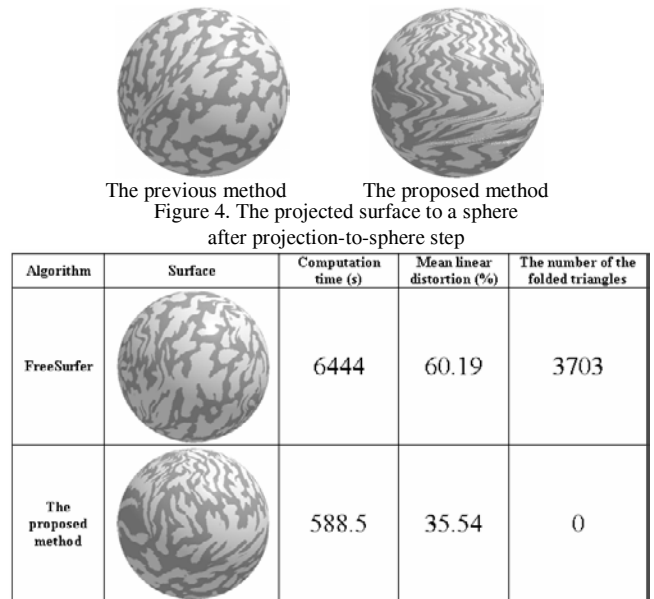 The previous method The proposed method
Figure 4. The projected surface to a sphere
after projection-to-sphere step
Algorithm Surface Computation time (s) Mean linear distortion (%) The number of the folded triangles
FreeSurfer 6444 60.19 3703
The proposed method 588.5 35.54 0